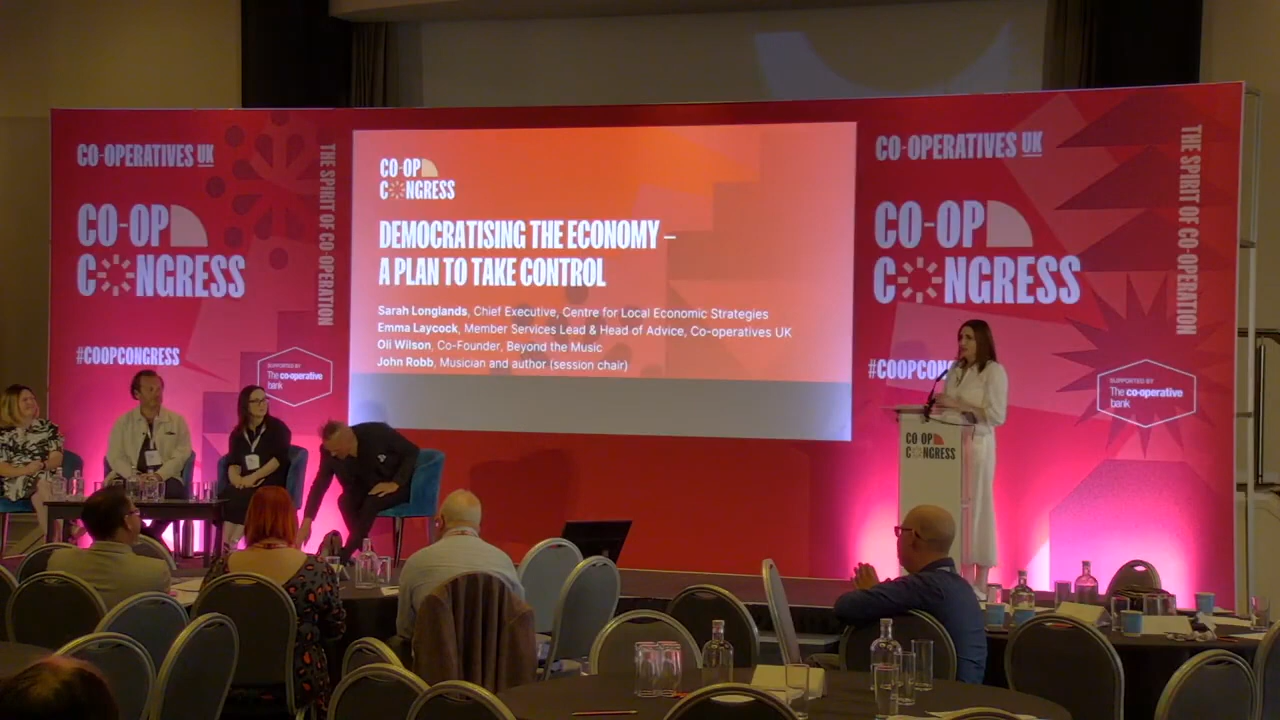 CO-OPERATIVES UK
CO-OP
CONGRESS
#COOPCONGRESS
THE SPIRIT OF CO-OPERATION
SUPPORTED BY
The co-operative
bank
CO-OP
CONGRESS
DEMOCRATISING THE ECONOMY –
A PLAN TO TAKE CONTROL
Sarah Longlands, Chief Executive, Centre for Local Economic Strategies
Emma Laycock, Member Services Lead & Head of Advice, Co-operatives UK
Oli Wilson, Co-Founder, Beyond the Music
John Robb, Musician and author (session chair)
CO-OPERATIVES UK
CO-OP
CONGRESS
#COOPCON
THE SPIRIT OF CO-OPERATION
SUPPORTED BY
The co-operative
bank
CO-OP
CONGRESS